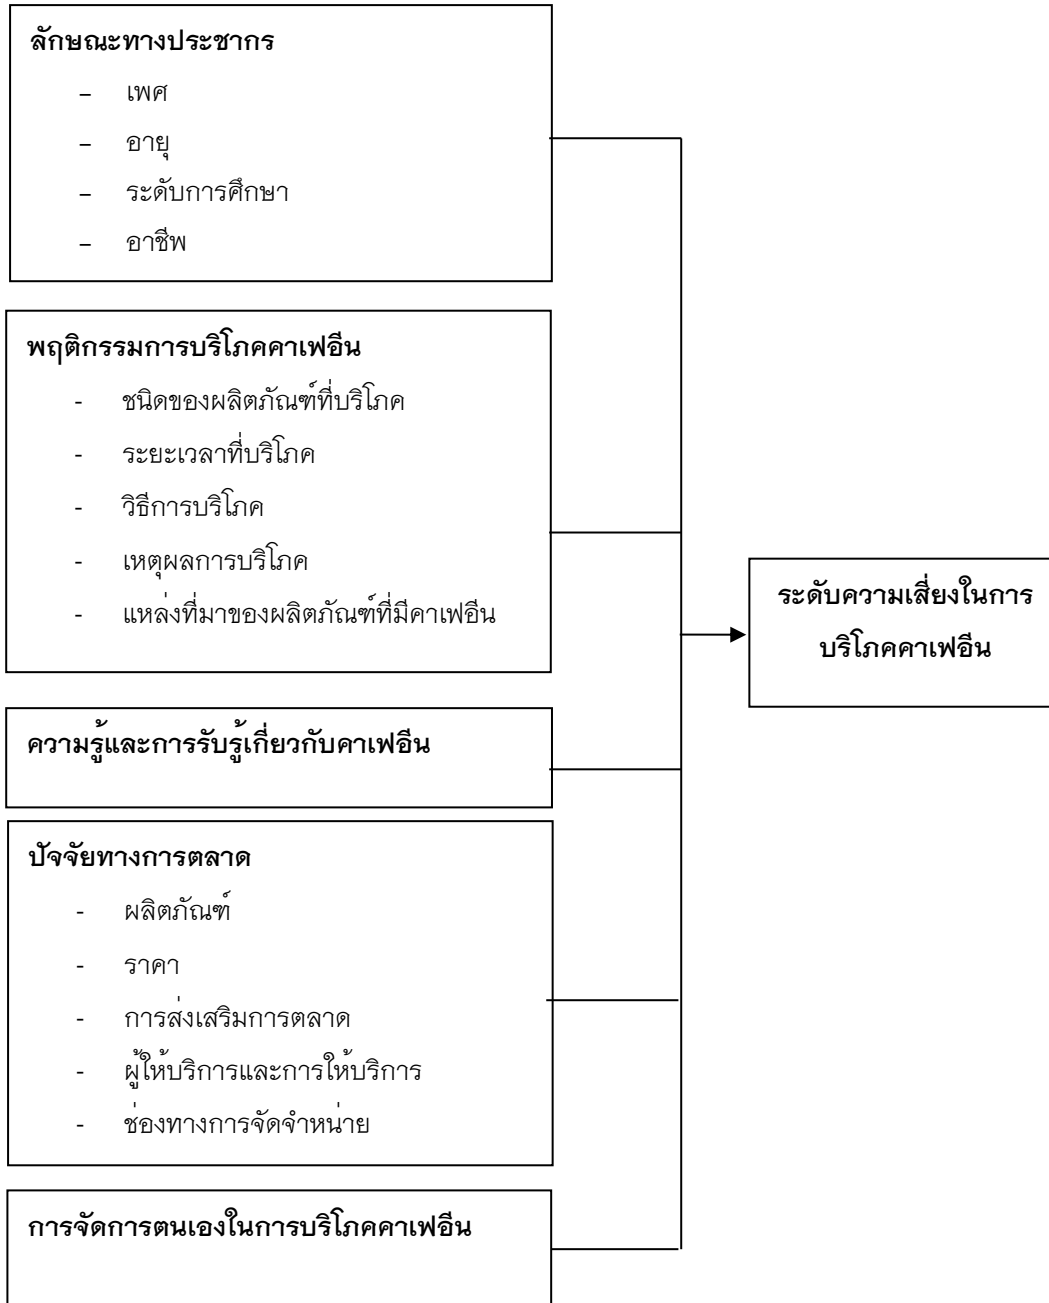 ลักษณะทางประชากร
– เพศ
– อายุ
– ระดับการศึกษา
– อาชีพ
พฤติกรรมการบริโภคคาเฟอีน
- ชนิดของผลิตภัณฑ์ที่บริโภค
- ระยะเวลาที่บริโภค
- วิธีการบริโภค
- เหตุผลการบริโภค
- แหล่งที่มาของผลิตภัณฑ์ที่มีคาเฟอีน
ความรู้และการรับรู้เกี่ยวกับคาเฟอีน
ปัจจัยทางการตลาด
- ผลิตภัณฑ์
- ราคา
- การส่งเสริมการตลาด
- ผู้ให้บริการและการให้บริการ
- ช่องทางการจัดจำหน่าย
การจัดการตนเองในการบริโภคคาเฟอีน
ระดับความเสี่ยงในการ
บริโภคคาเฟอีน